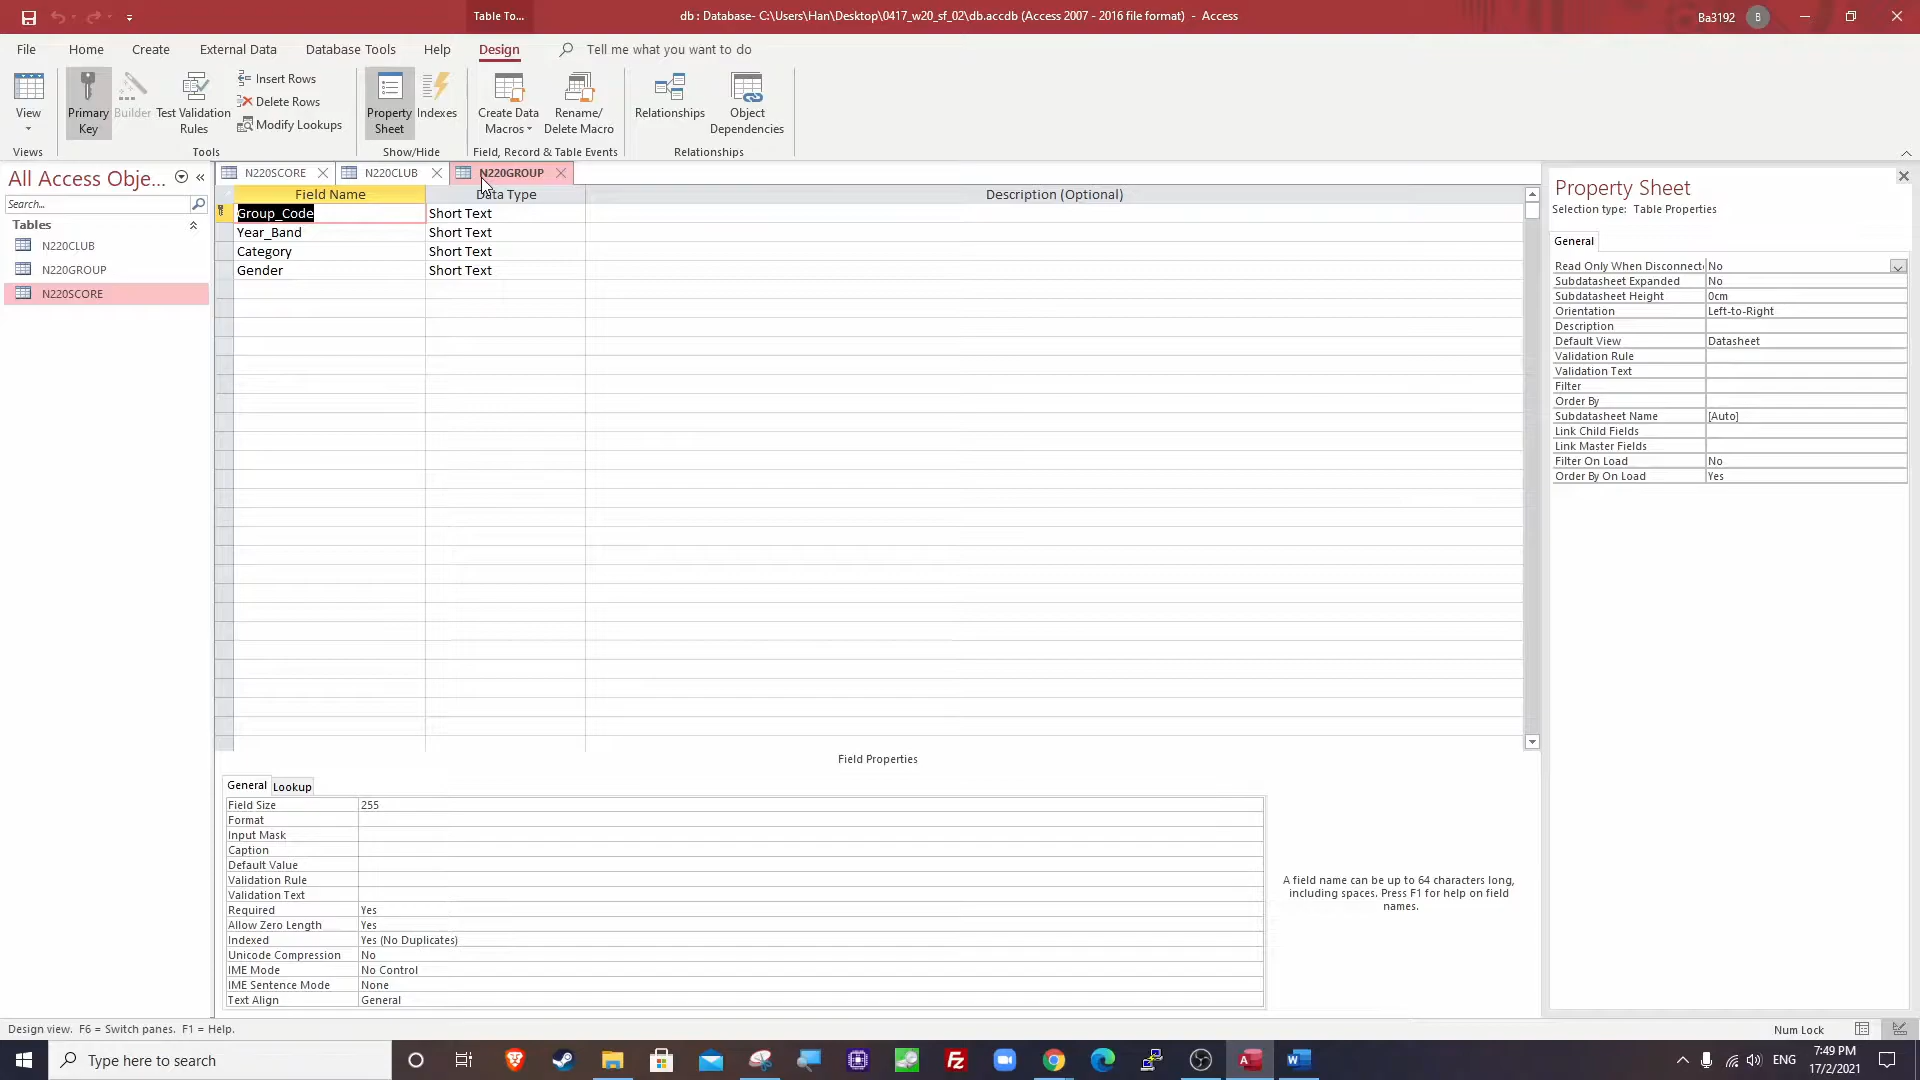 Table To...
db : Database- C:\Users\Han\Desktop\0417_w20_sf_02\db.accdb (Access 2007 - 2016 file format) - Access
Ba3192
B
File Home Create External Data Database Tools Help Design Tell me what you want to do
View
Primary Key
Builder
Test Validation Rules
Insert Rows
Delete Rows
Modify Lookups
Property Sheet
Indexes
Create Data Macros
Rename/ Delete Macro
Relationships
Object Dependencies
Views
Tools
Show/Hide
Field, Record & Table Events
Relationships
All Access Obje...
Search...
Tables
N220CLUB
N220GROUP
N220SCORE
N220SCORE N220CLUB N220GROUP
Field Name Data Type Description (Optional)
Group_Code Short Text
Year_Band Short Text
Category Short Text
Gender Short Text
Field Properties
General Lookup
Field Size 255
Format
Input Mask
Caption
Default Value
Validation Rule
Validation Text
Required Yes
Allow Zero Length Yes
Indexed Yes (No Duplicates)
Unicode Compression No
IME Mode No Control
IME Sentence Mode None
Text Align General
A field name can be up to 64 characters long,
including spaces. Press F1 for help on field
names.
Property Sheet
Selection type: Table Properties
General
Read Only When Disconnect No
Subdatasheet Expanded No
Subdatasheet Height 0cm
Orientation Left-to-Right
Description
Default View Datasheet
Validation Rule
Validation Text
Filter
Order By
Subdatasheet Name [Auto]
Link Child Fields
Link Master Fields
Filter On Load No
Order By On Load Yes
Design view. F6 = Switch panes. F1 = Help.
Num Lock
Type here to search
ENG
7:49 PM
17/2/2021